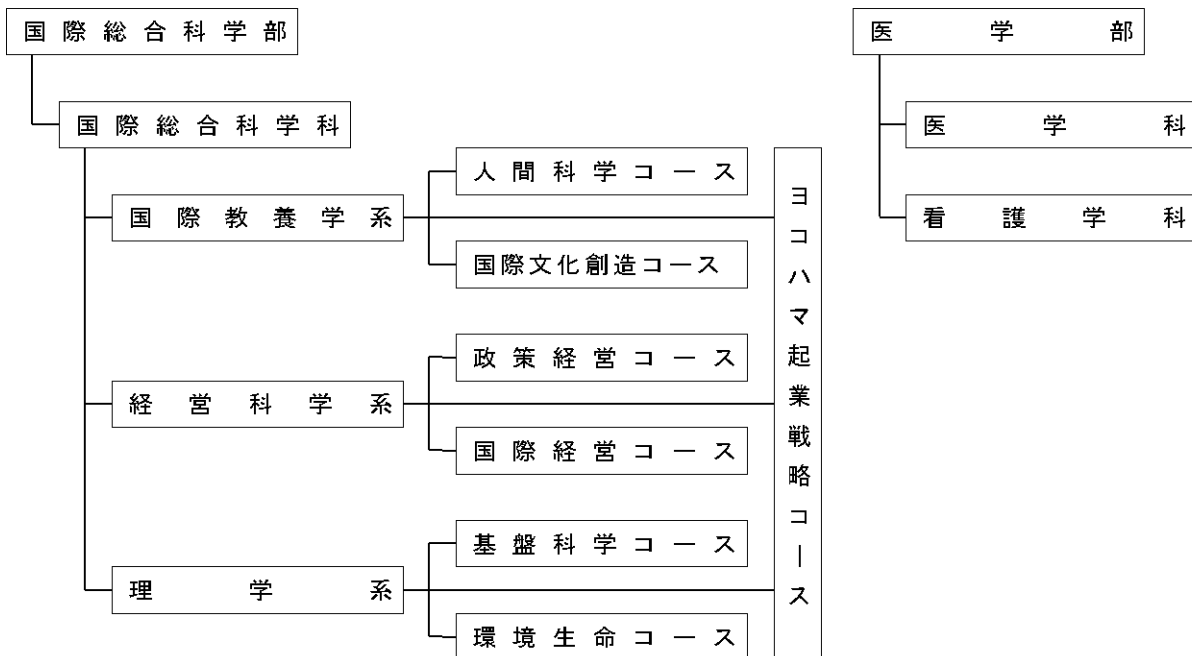 国際総合科学部
国際総合科学科
国際教養学系
人間科学コース
国際文化創造コース
経営科学系
政策経営コース
国際経営コース
理学系
基盤科学コース
環境生命コース
ヨコハマ起業戦略コース
医学部
医学科
看護学科